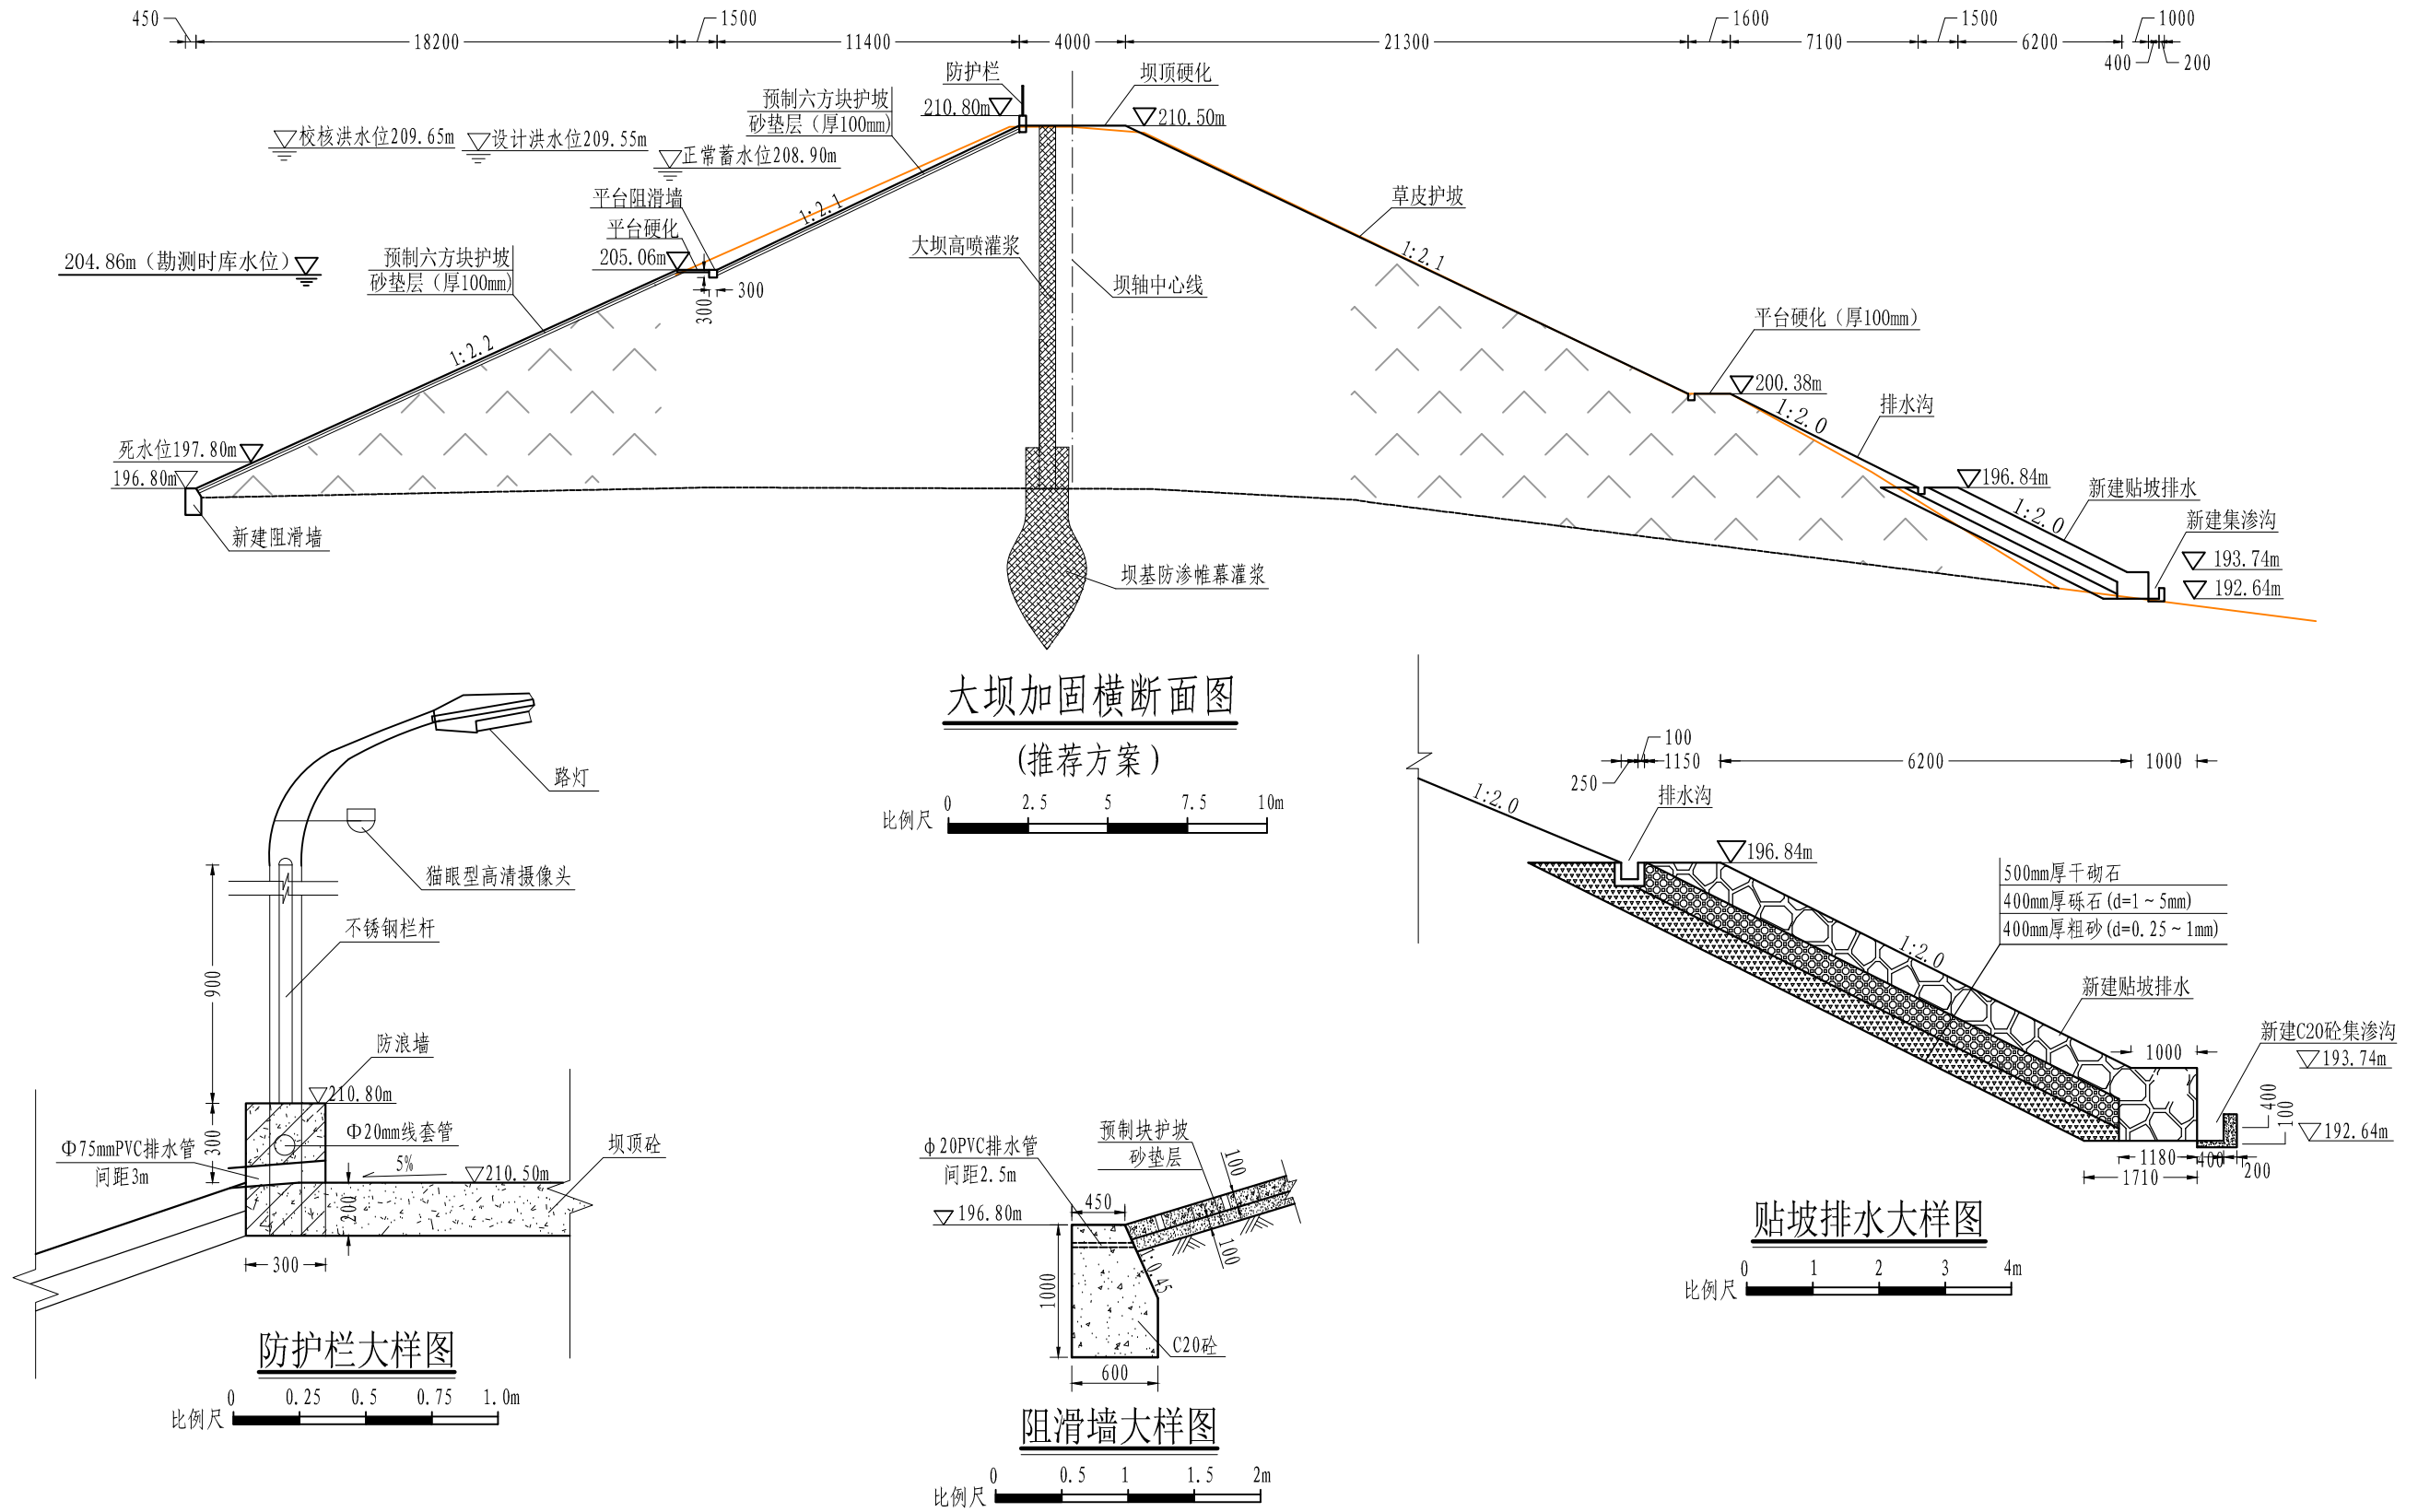 450
1500
1600
1500
1000
18200
11400
4000
21300
7100
6200
400
200
防护栏
坝顶硬化
预制六方块护坡
砂垫层（厚100mm)
210.80m
210.50m
校核洪水位209.65m
设计洪水位209.55m
正常蓄水位208.90m
平台阻滑墙
平台硬化
205.06m
1:2.1
草皮护坡
大坝高喷灌浆
1:2.1
204.86m（勘测时库水位）
预制六方块护坡
砂垫层（厚100mm)
300
300
坝轴中心线
平台硬化（厚100mm）
1:2.2
200.38m
排水沟
1:2.0
死水位197.80m
196.80m
196.84m
新建贴坡排水
1:2.0
新建集渗沟
新建阻滑墙
193.74m
坝基防渗帷幕灌浆
192.64m
大坝加固横断面图
(推荐方案)
比例尺
0 2.5 5 7.5 10m
路灯
猫眼型高清摄像头
不锈钢栏杆
900
防浪墙
210.80m
300
Φ75mmPVC排水管
间距3m
Φ20mm线套管
坝顶砼
5%
210.50m
200
300
防护栏大样图
比例尺
0 0.25 0.5 0.75 1.0m
预制块护坡
砂垫层
ф20PVC排水管
间距2.5m
100
450
196.80m
100
1:0.45
1000
C20砼
600
阻滑墙大样图
比例尺
0 0.5 1 1.5 2m
100
1150
6200
1000
250
1:2.0
排水沟
196.84m
500mm厚干砌石
400mm厚砾石(d=1~5mm)
400mm厚粗砂(d=0.25~1mm)
1:2.0
新建贴坡排水
新建C20砼集渗沟
1000
193.74m
400
100
192.64m
1180
400
200
1710
贴坡排水大样图
比例尺
0 1 2 3 4m